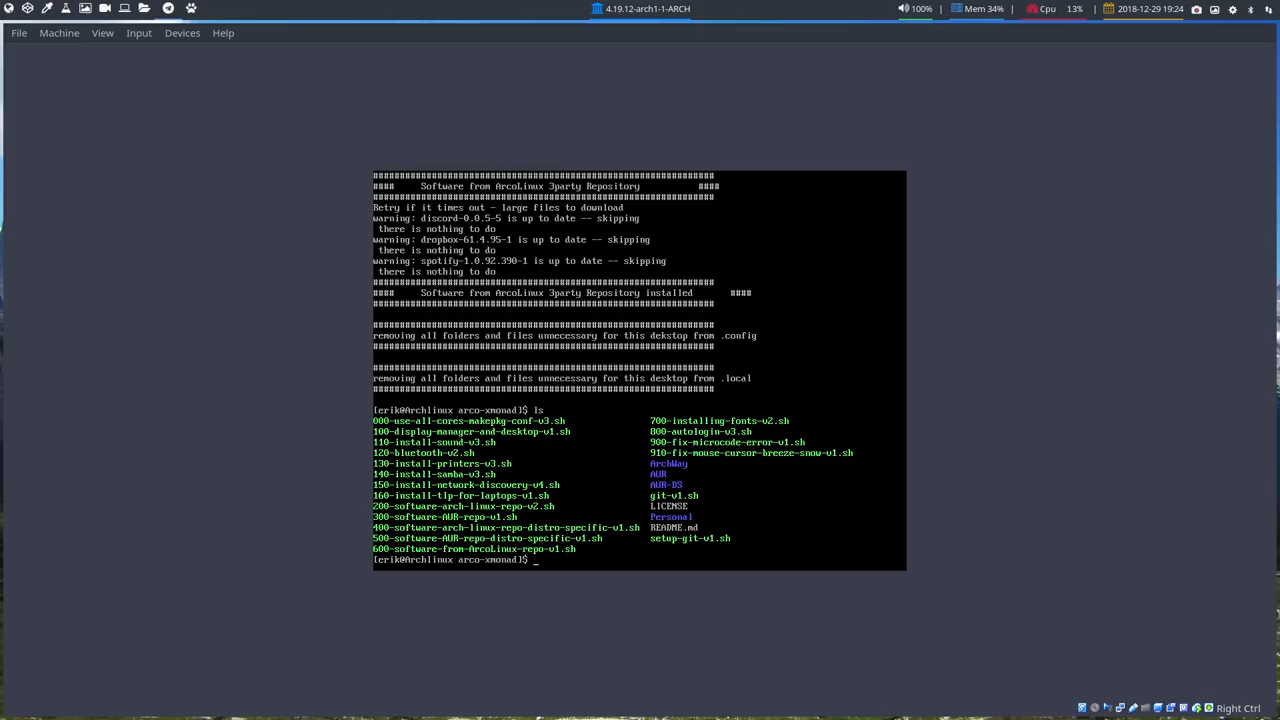 4.19.12-arch1-1-ARCH
100% | Mem 34% | Cpu 13% | 2018-12-29 19:24
File Machine View Input Devices Help
################################################################
#### Software from ArcoLinux 3party Repository ####
################################################################
Retry if it times out - large files to download
warning: discord-0.0.5-5 is up to date -- skipping
there is nothing to do
warning: dropbox-61.4.95-1 is up to date -- skipping
there is nothing to do
warning: spotify-1.0.92.390-1 is up to date -- skipping
there is nothing to do
################################################################
#### Software from ArcoLinux 3party Repository installed ####
################################################################
################################################################
removing all folders and files unnecessary for this dekstop from .config
################################################################
################################################################
removing all folders and files unnecessary for this desktop from .local
################################################################
[erik@Archlinux arco-xmonad]$ ls
000-use-all-cores-makepkg-conf-v3.sh 700-installing-fonts-v2.sh
100-display-manager-and-desktop-v1.sh 800-autologin-v3.sh
110-install-sound-v3.sh 900-fix-microcode-error-v1.sh
120-bluetooth-v2.sh 910-fix-mouse-cursor-breeze-snow-v1.sh
130-install-printers-v3.sh ArchWay
140-install-samba-v3.sh AUR
150-install-network-discovery-v4.sh AUR-DS
160-install-tlp-for-laptops-v1.sh git-v1.sh
200-software-arch-linux-repo-v2.sh LICENSE
300-software-AUR-repo-v1.sh Personal
400-software-arch-linux-repo-distro-specific-v1.sh README.md
500-software-AUR-repo-distro-specific-v1.sh setup-git-v1.sh
600-software-from-ArcoLinux-repo-v1.sh
[erik@Archlinux arco-xmonad]$ _
Right Ctrl